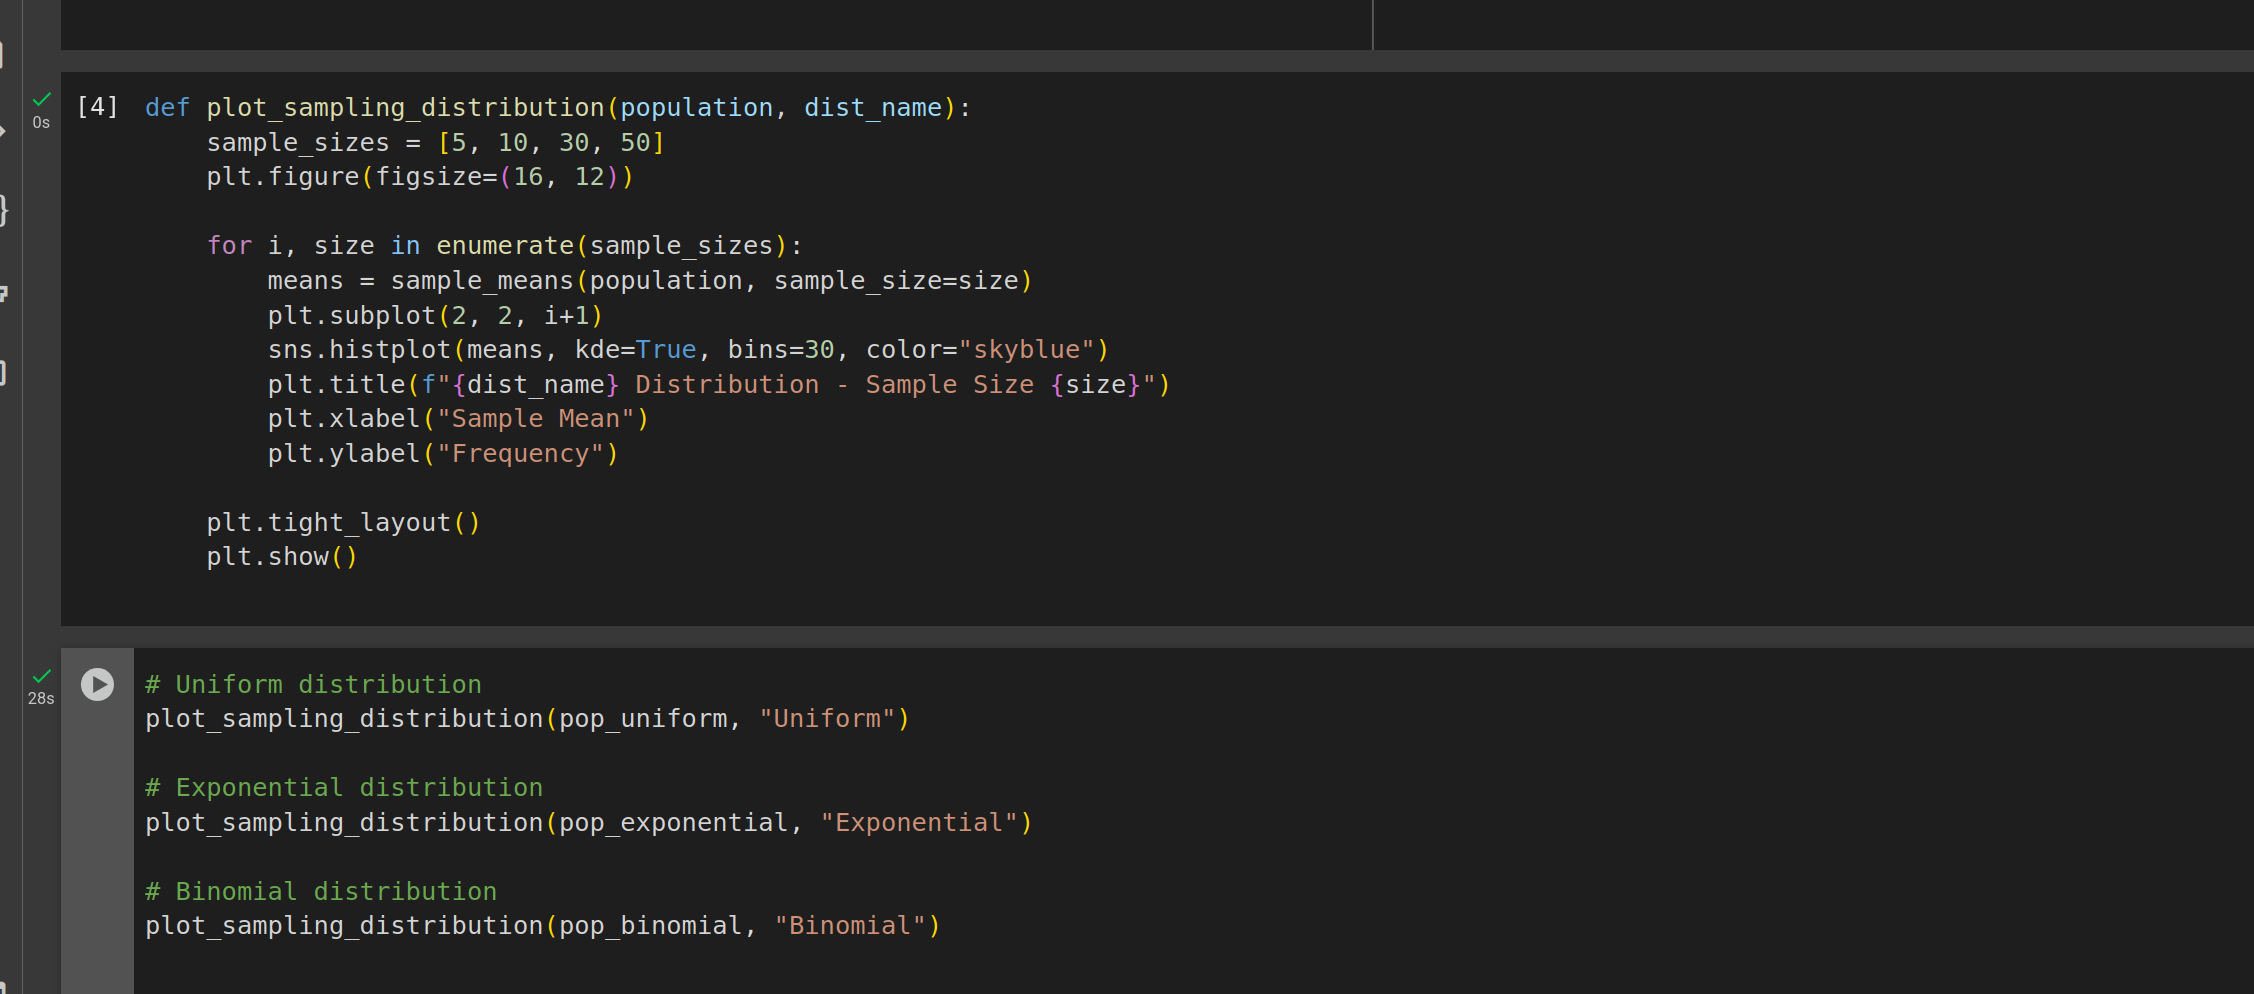 [4] def plot_sampling_distribution(population, dist_name):
0s
sample_sizes = [5, 10, 30, 50]
plt.figure(figsize=(16, 12))
for i, size in enumerate(sample_sizes):
means = sample_means(population, sample_size=size)
plt.subplot(2, 2, i+1)
sns.histplot(means, kde=True, bins=30, color="skyblue")
plt.title(f"{dist_name} Distribution - Sample Size {size}")
plt.xlabel("Sample Mean")
plt.ylabel("Frequency")
plt.tight_layout()
plt.show()
28s
# Uniform distribution
plot_sampling_distribution(pop_uniform, "Uniform")
# Exponential distribution
plot_sampling_distribution(pop_exponential, "Exponential")
# Binomial distribution
plot_sampling_distribution(pop_binomial, "Binomial")